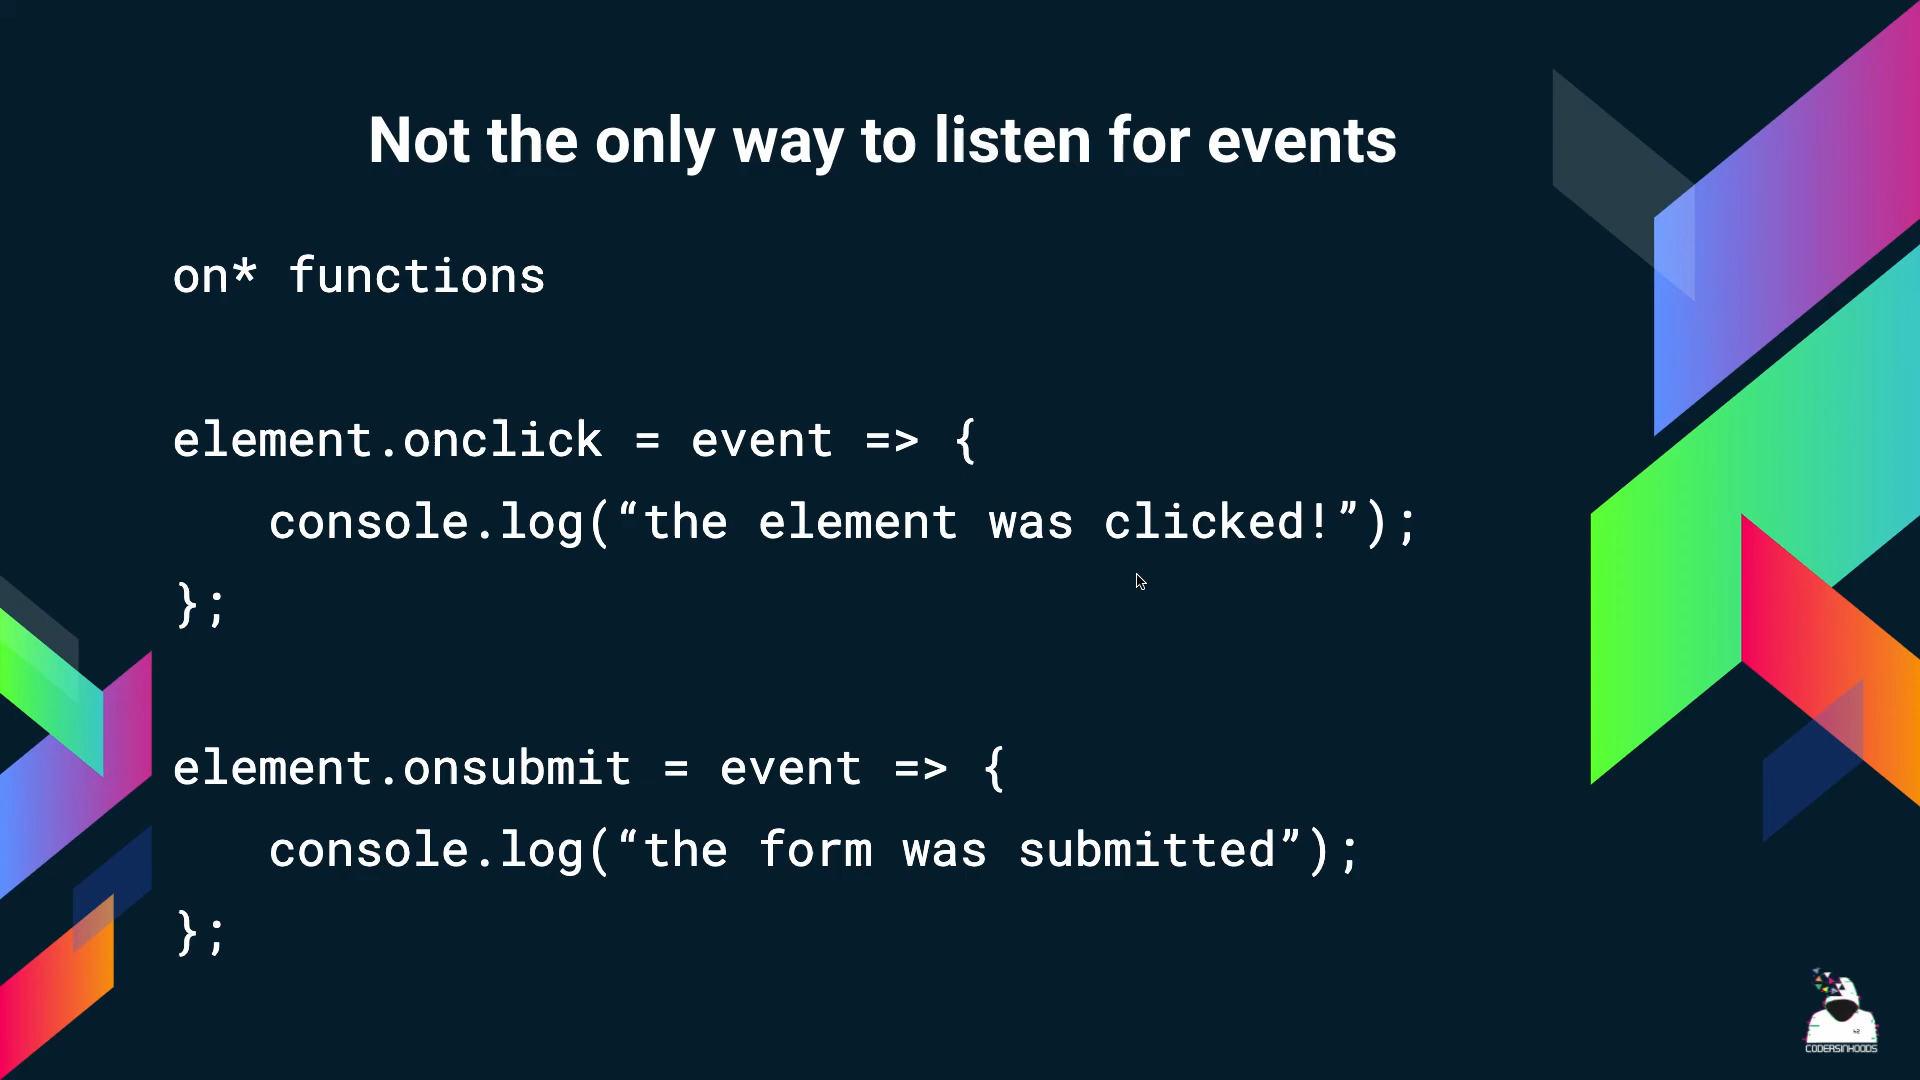 Not the only way to listen for events
on* functions
element.onclick = event => {
console.log(“the element was clicked!”);
};
element.onsubmit = event => {
console.log(“the form was submitted”);
};
CODERSINHOODS